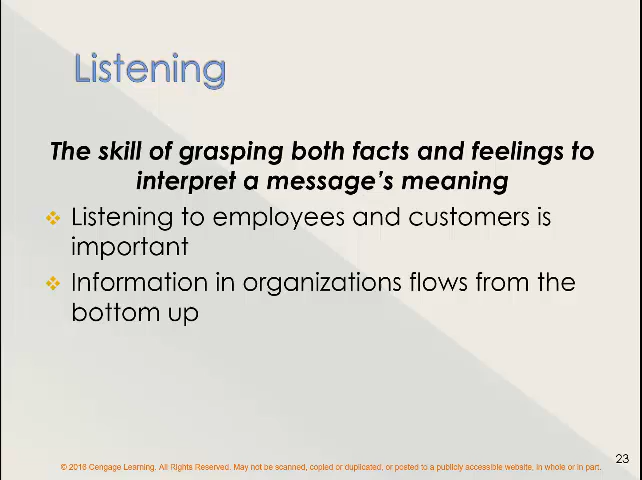 Listening
The skill of grasping both facts and feelings to
interpret a message's meaning
Listening to employees and customers is
important
Information in organizations flows from the
bottom up
23
© 2016 Cengage Learning. All Rights Reserved. May not be scanned, copied or duplicated, or posted to a publicly accessible website, in whole or in part.